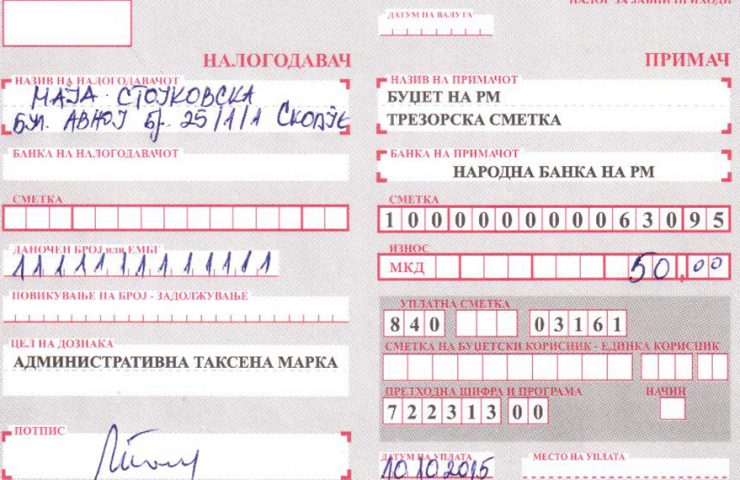 НАЛОГ ЗА ЈАВНИ ПРИХОДИ
НАЛОГОДАВАЧ
НАЗИВ НА НАЛОГОДАВАЧОТ
МАЈА СТОЈКОВСКА
БУЛ. АВНОЈ Бр. 25/1/1 СКОПЈЕ
БАНКА НА НАЛОГОДАВАЧОТ
СМЕТКА
ДАНОЧЕН БРОЈ или ЕМБГ
1111111111111
ПОВИКУВАЊЕ НА БРОЈ - ЗАДОЛЖУВАЊЕ
ЦЕЛ НА ДОЗНАКА
АДМИНИСТРАТИВНА ТАКСЕНА МАРКА
ПОТПИС
ДАТУМ НА ВАЛУТА
ПРИМАЧ
НАЗИВ НА ПРИМАЧОТ
БУЏЕТ НА РМ
ТРЕЗОРСКА СМЕТКА
БАНКА НА ПРИМАЧОТ
НАРОДНА БАНКА НА РМ
СМЕТКА
100000000063095
ИЗНОС
МКД 50,00
УПЛАТНА СМЕТКА
840 03161
СМЕТКА НА БУЏЕТСКИ КОРИСНИК - ЕДИНКА КОРИСНИК
ПРЕТХОДНА ШИФРА И ПРОГРАМА НАЧИН
722313 00
ДАТУМ НА УПЛАТА МЕСТО НА УПЛАТА
10 10 2015